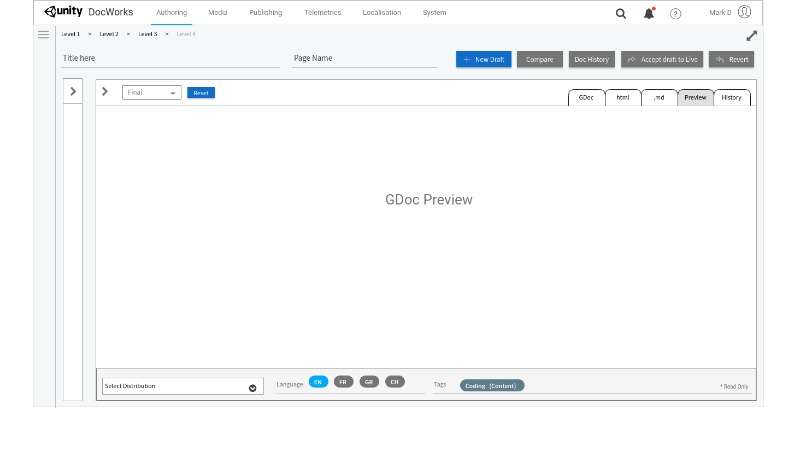 unity DocWorks Authoring Media Publishing Telemetrics Localisation System ? Mark D
Level 1 > Level 2 > Level 3 > Level 4
Title here Page Name + New Draft Compare Doc History Accept draft to Live Revert
Final Reset GDoc html .md Preview History
GDoc Preview
Select Distribution Language EN FR GR CH Tags Coding (Content) * Read Only